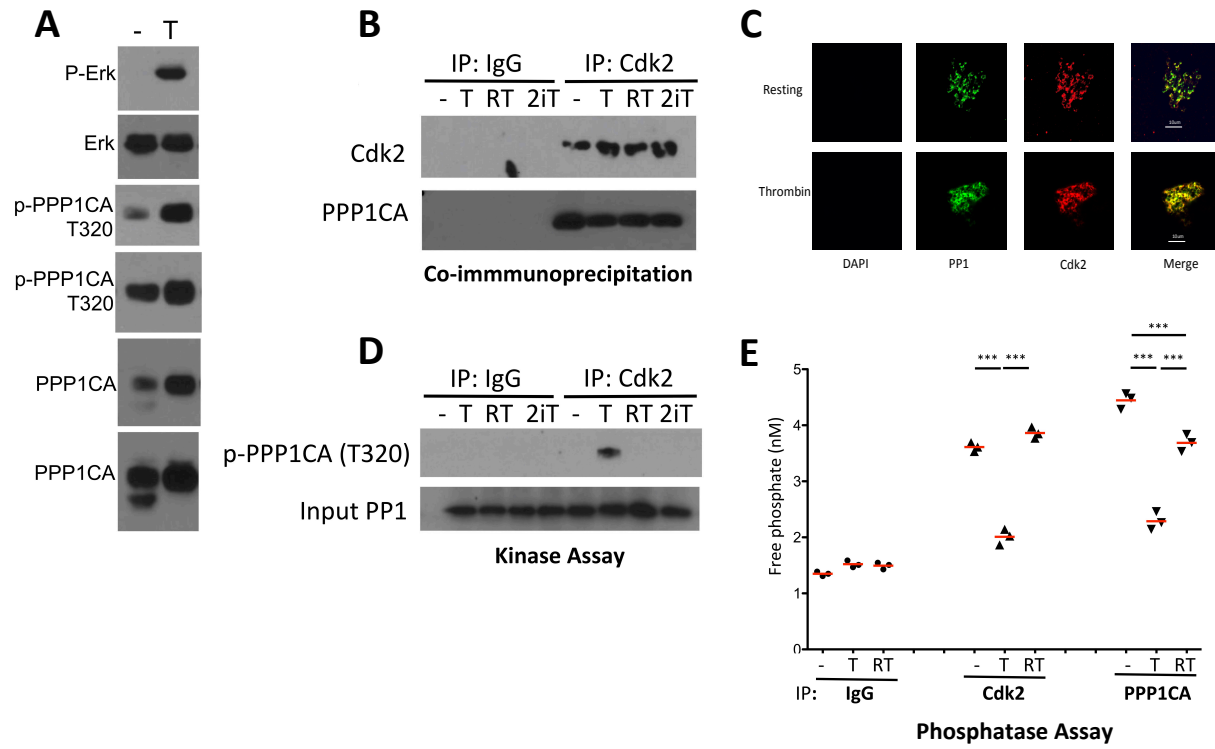 A
- T
P-Erk
Erk
p-PPP1CA
T320
p-PPP1CA
T320
PPP1CA
PPP1CA
B
IP: IgG IP: Cdk2
- T RT 2iT - T RT 2iT
Cdk2
PPP1CA
Co-immmunoprecipitation
C
Resting
10um
Thrombin
10um
DAPI PP1 Cdk2 Merge
D
IP: IgG IP: Cdk2
- T RT 2iT - T RT 2iT
p-PPP1CA (T320)
Input PP1
Kinase Assay
E
***
*** *** *** ***
Free phosphate (nM)
5
4
3
2
1
0
- T RT - T RT - T RT
IP: IgG Cdk2 PPP1CA
Phosphatase Assay